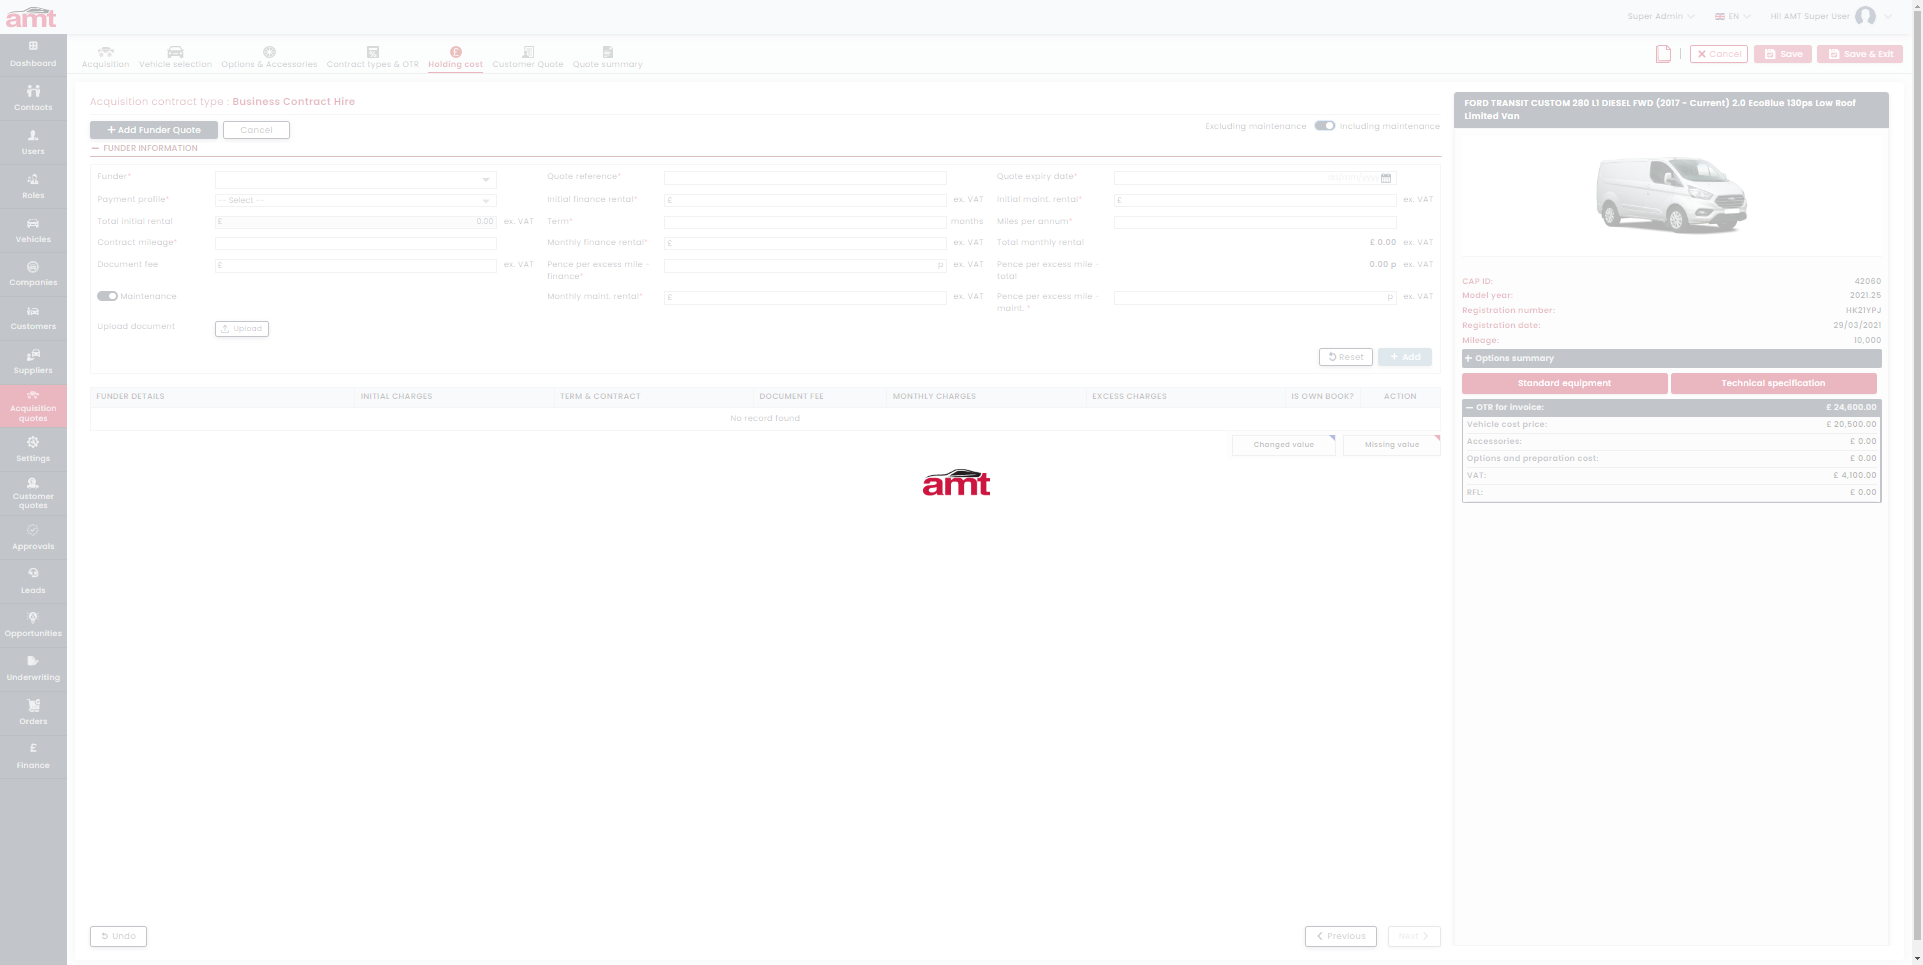 amt
Super Admin
EN
Hi! AMT Super User
Dashboard
Contacts
Users
Roles
Vehicles
Companies
Customers
Suppliers
Acquisition
quotes
Settings
Customer
quotes
Approvals
Leads
Opportunities
Underwriting
Orders
Finance
Acquisition
Vehicle selection
Options & Accessories
Contract types & OTR
Holding cost
Customer Quote
Quote summary
Cancel
Save
Save & Exit
Acquisition contract type : Business Contract Hire
+ Add Funder Quote
Cancel
Excluding maintenance
Including maintenance
FUNDER INFORMATION
Funder*
Quote reference*
Quote expiry date*
dd/mm/yyyy
Payment profile*
-- Select --
Initial finance rental*
£
ex. VAT
Initial maint. rental*
£
ex. VAT
Total initial rental
£ 0.00 ex. VAT
Term*
months
Miles per annum*
Contract mileage*
Monthly finance rental*
£
ex. VAT
Total monthly rental
£ 0.00 ex. VAT
Document fee
£
ex. VAT
Pence per excess mile -
finance*
p ex. VAT
Pence per excess mile -
total
0.00 p ex. VAT
Maintenance
Monthly maint. rental*
£
ex. VAT
Pence per excess mile -
maint. *
p ex. VAT
Upload document
Upload
Reset
+ Add
FUNDER DETAILS
INITIAL CHARGES
TERM & CONTRACT
DOCUMENT FEE
MONTHLY CHARGES
EXCESS CHARGES
IS OWN BOOK?
ACTION
No record found
Changed value
Missing value
amt
Undo
Previous
Next
FORD TRANSIT CUSTOM 280 L1 DIESEL FWD (2017 - Current) 2.0 EcoBlue 130ps Low Roof
Limited Van
CAP ID: 42060
Model year: 2021.25
Registration number: HK21YPJ
Registration date: 29/03/2021
Mileage: 10,000
+ Options summary
Standard equipment
Technical specification
OTR for invoice: £ 24,600.00
Vehicle cost price: £ 20,500.00
Accessories: £ 0.00
Options and preparation cost: £ 0.00
VAT: £ 4,100.00
RFL: £ 0.00